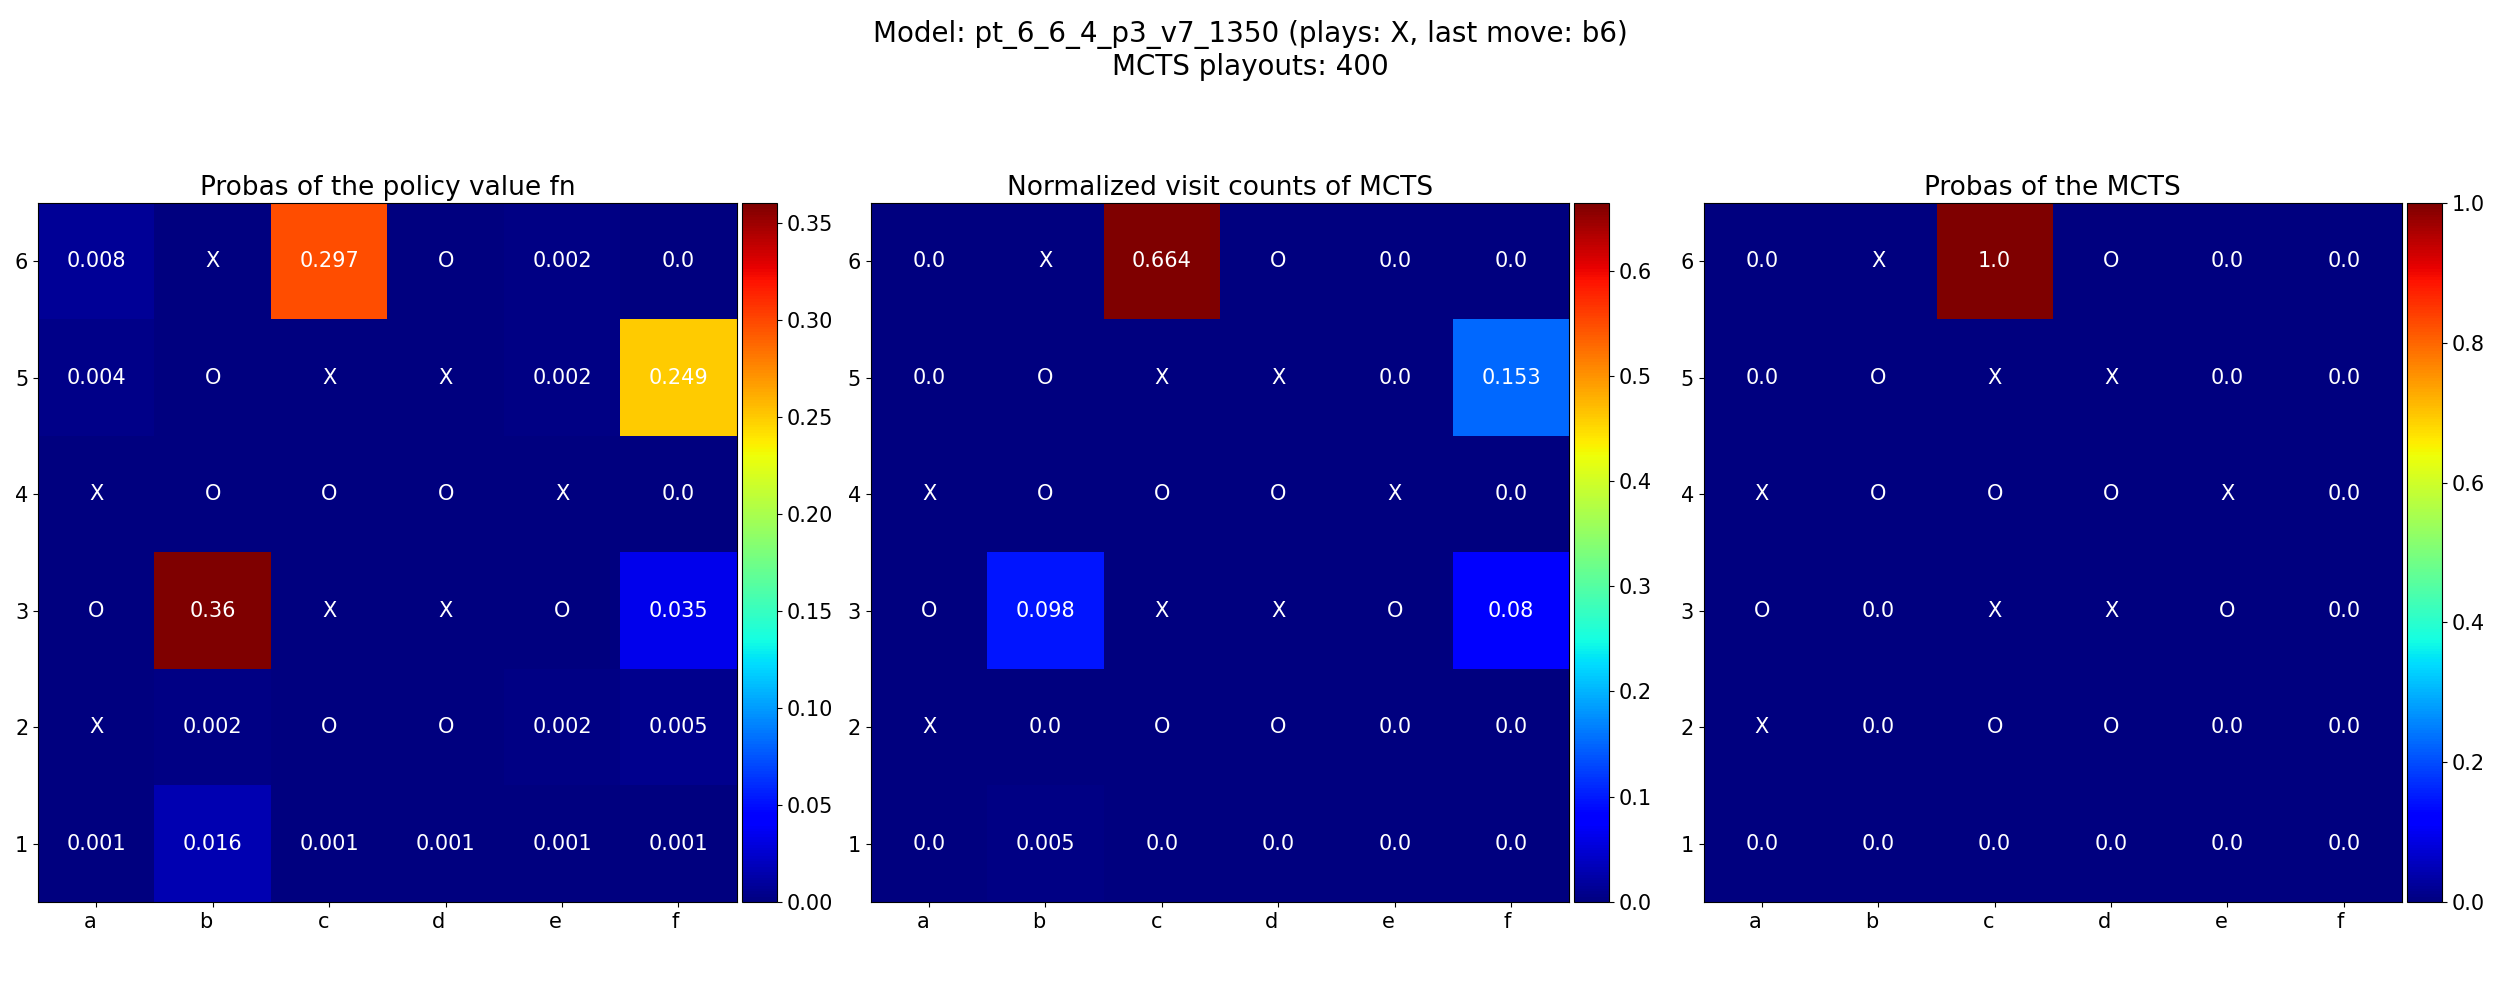 Model: pt_6_6_4_p3_v7_1350 (plays: X, last move: b6)
MCTS playouts: 400
Probas of the policy value fn
6 0.008 X 0.297 O 0.002 0.0
5 0.004 O X X 0.002 0.249
4 X O O O X 0.0
3 O 0.36 X X O 0.035
2 X 0.002 O O 0.002 0.005
1 0.001 0.016 0.001 0.001 0.001 0.001
a b c d e f
0.35
0.30
0.25
0.20
0.15
0.10
0.05
0.00
Normalized visit counts of MCTS
6 0.0 X 0.664 O 0.0 0.0
5 0.0 O X X 0.0 0.153
4 X O O O X 0.0
3 O 0.098 X X O 0.08
2 X 0.0 O O 0.0 0.0
1 0.0 0.005 0.0 0.0 0.0 0.0
a b c d e f
0.6
0.5
0.4
0.3
0.2
0.1
0.0
Probas of the MCTS
6 0.0 X 1.0 O 0.0 0.0
5 0.0 O X X 0.0 0.0
4 X O O O X 0.0
3 O 0.0 X X O 0.0
2 X 0.0 O O 0.0 0.0
1 0.0 0.0 0.0 0.0 0.0 0.0
a b c d e f
1.0
0.8
0.6
0.4
0.2
0.0